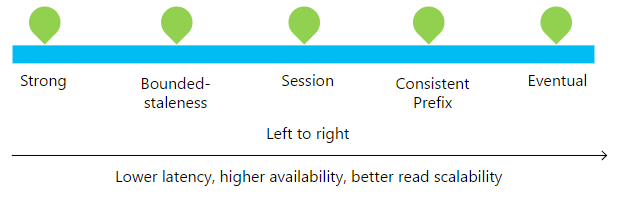 Strong
Bounded-
staleness
Session
Consistent
Prefix
Eventual
Left to right
Lower latency, higher availability, better read scalability